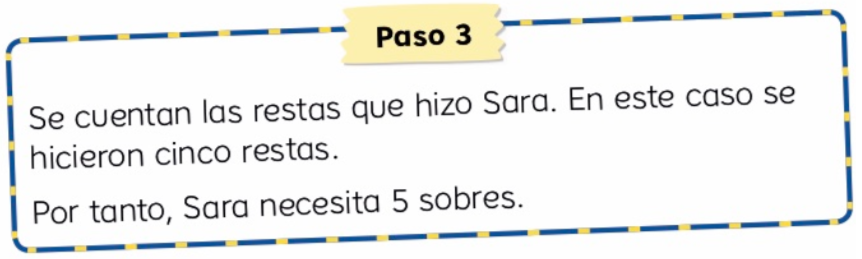 Paso 3
Se cuentan las restas que hizo Sara. En este caso se
hicieron cinco restas.
Por tanto, Sara necesita 5 sobres.